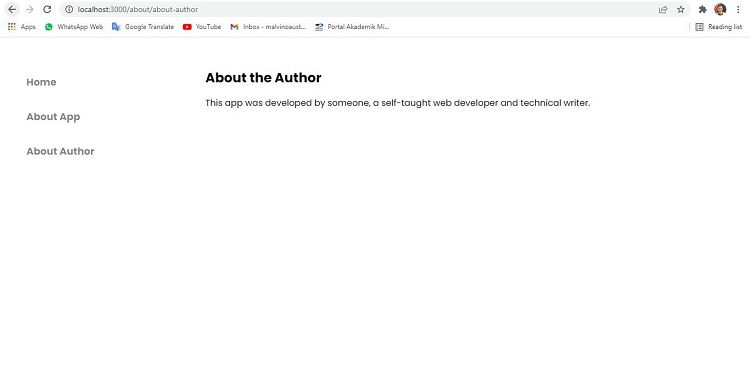 localhost:3000/about/about-author
Apps WhatsApp Web Google Translate YouTube Inbox - malvinoaust... Portal Akademik Mi... Reading list
Home
About App
About Author
About the Author
This app was developed by someone, a self-taught web developer and technical writer.